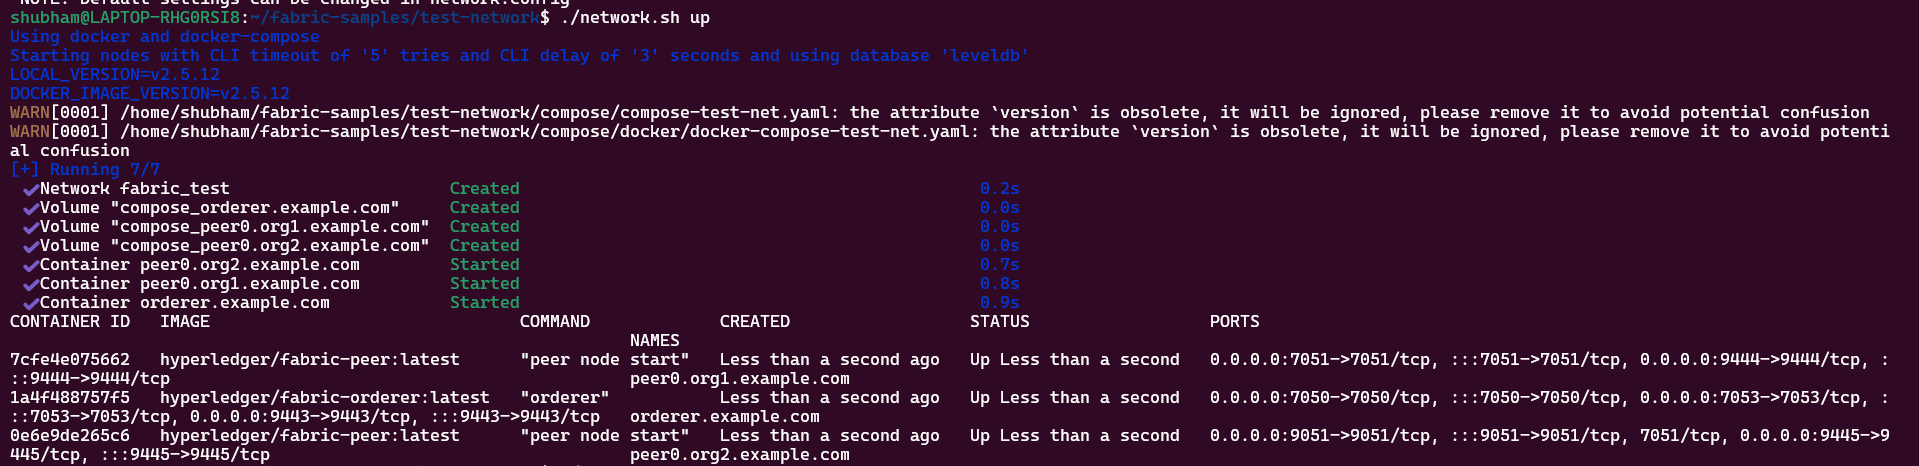 NOTE: Default settings can be changed in network.config
shubham@LAPTOP-RHG0RSI8:~/fabric-samples/test-network$ ./network.sh up
Using docker and docker-compose
Starting nodes with CLI timeout of '5' tries and CLI delay of '3' seconds and using database 'leveldb'
LOCAL_VERSION=v2.5.12
DOCKER_IMAGE_VERSION=v2.5.12
WARN[0001] /home/shubham/fabric-samples/test-network/compose/compose-test-net.yaml: the attribute `version` is obsolete, it will be ignored, please remove it to avoid potential confusion
WARN[0001] /home/shubham/fabric-samples/test-network/compose/docker/docker-compose-test-net.yaml: the attribute `version` is obsolete, it will be ignored, please remove it to avoid potenti
al confusion
[+] Running 7/7
✔Network fabric_test Created 0.2s
✔Volume "compose_orderer.example.com" Created 0.0s
✔Volume "compose_peer0.org1.example.com" Created 0.0s
✔Volume "compose_peer0.org2.example.com" Created 0.0s
✔Container peer0.org2.example.com Started 0.7s
✔Container peer0.org1.example.com Started 0.8s
✔Container orderer.example.com Started 0.9s
CONTAINER ID IMAGE COMMAND CREATED STATUS PORTS
NAMES
7cfe4e075662 hyperledger/fabric-peer:latest "peer node start" Less than a second ago Up Less than a second 0.0.0.0:7051->7051/tcp, :::7051->7051/tcp, 0.0.0.0:9444->9444/tcp, :
::9444->9444/tcp peer0.org1.example.com
1a4f488757f5 hyperledger/fabric-orderer:latest "orderer" Less than a second ago Up Less than a second 0.0.0.0:7050->7050/tcp, :::7050->7050/tcp, 0.0.0.0:7053->7053/tcp, :
::7053->7053/tcp, 0.0.0.0:9443->9443/tcp, :::9443->9443/tcp orderer.example.com
0e6e9de265c6 hyperledger/fabric-peer:latest "peer node start" Less than a second ago Up Less than a second 0.0.0.0:9051->9051/tcp, :::9051->9051/tcp, 7051/tcp, 0.0.0.0:9445->9
445/tcp, :::9445->9445/tcp peer0.org2.example.com